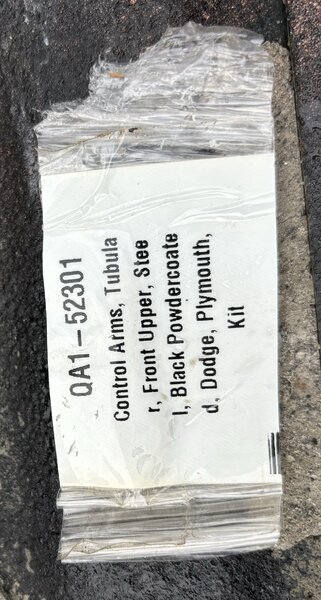 QA1-52301
Control Arms, Tubula
r, Front Upper, Stee
l, Black Powdercoate
d, Dodge, Plymouth,
Kit